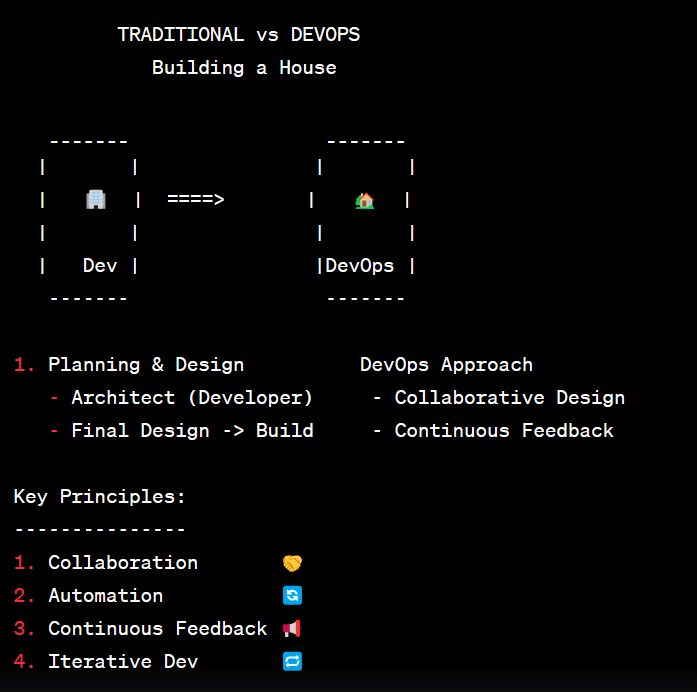 TRADITIONAL vs DEVOPS
Building a House
-------                 -------
|       |               |       |
|   🏢  |  ====>       |   🏡  |
|       |               |       |
|   Dev |               |DevOps |
-------                 -------
1. Planning & Design          DevOps Approach
- Architect (Developer)     - Collaborative Design
- Final Design -> Build     - Continuous Feedback
Key Principles:
---------------
1. Collaboration       🤝
2. Automation          🔄
3. Continuous Feedback 📢
4. Iterative Dev       🔁